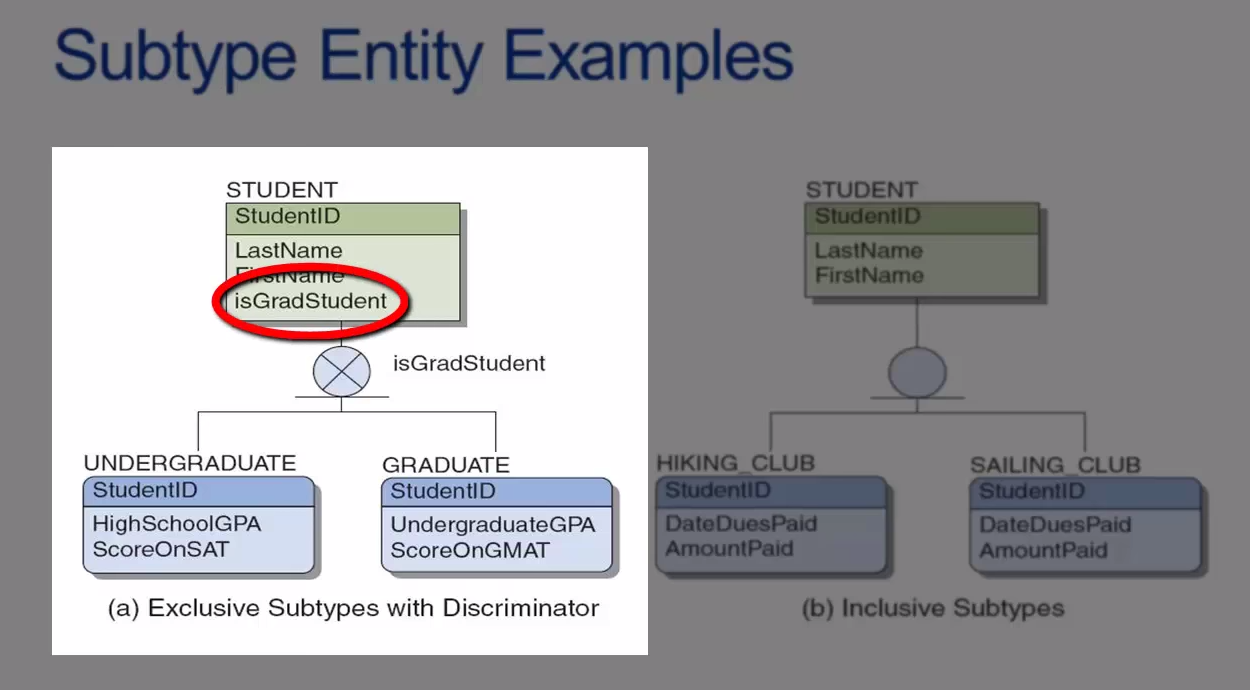 Subtype Entity Examples
STUDENT
StudentID
LastName
FirstName
isGradStudent
isGradStudent
UNDERGRADUATE
StudentID
HighSchoolGPA
ScoreOnSAT
GRADUATE
StudentID
UndergraduateGPA
ScoreOnGMAT
(a) Exclusive Subtypes with Discriminator
STUDENT
StudentID
LastName
FirstName
HIKING_CLUB
StudentID
DateDuesPaid
AmountPaid
SAILING_CLUB
StudentID
DateDuesPaid
AmountPaid
(b) Inclusive Subtypes